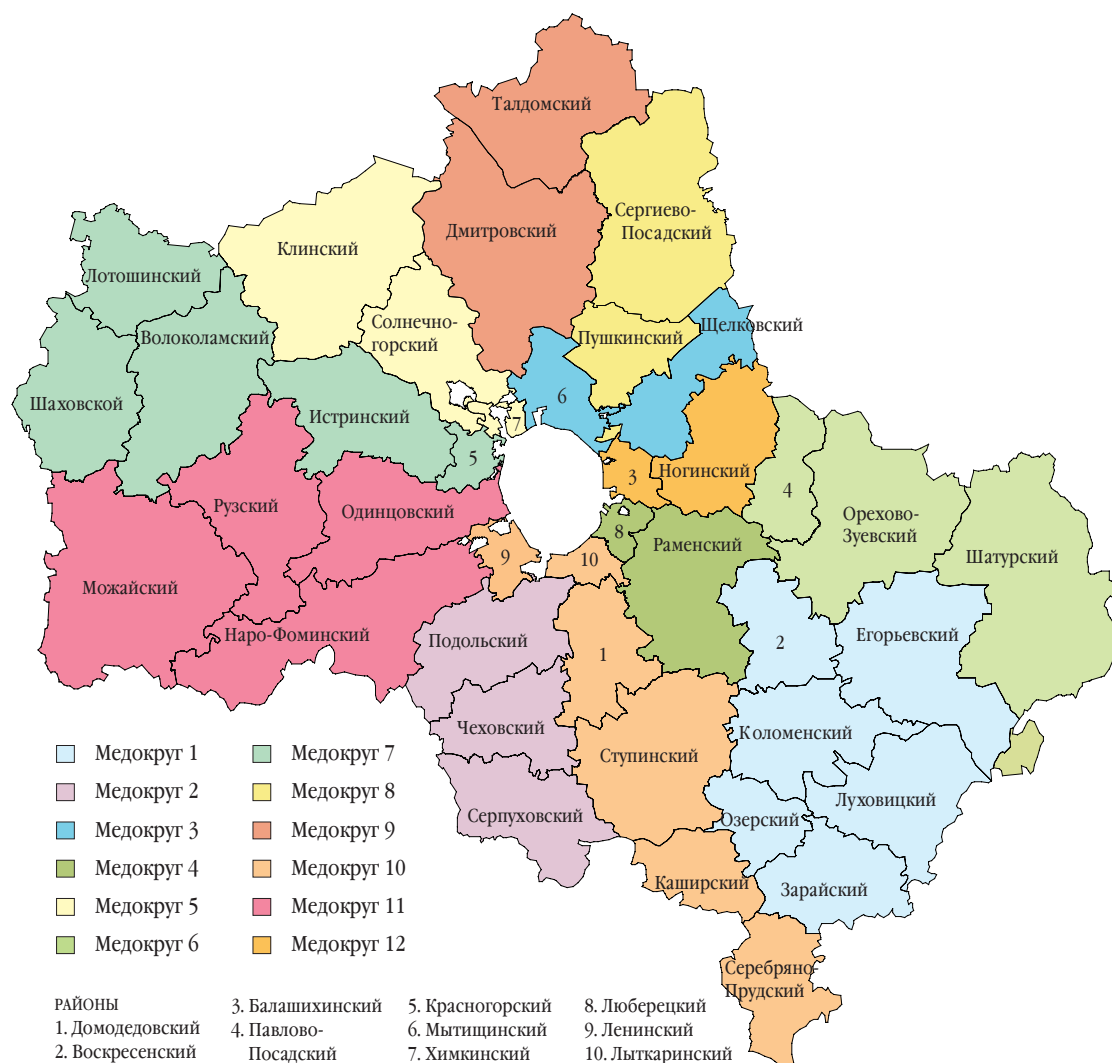 Талдомский
Сергиево-
Посадский
Дмитровский
Клинский
Лотошинский
Солнечно-
горский
Щелковский
Волоколамский
Пушкинский
6
Шаховской
Истринский
7
5
3
Ногинский
4
Рузский
Одинцовский
Орехово-
Зуевский
8
Раменский
Шатурский
9
10
Можайский
Наро-Фоминский
Подольский
1
2
Егорьевский
Чеховский
Коломенский
Ступинский
Луховицкий
Серпуховский
Озерский
Каширский
Зарайский
Серебряно-
Прудский
Медокруг 1
Медокруг 2
Медокруг 3
Медокруг 4
Медокруг 5
Медокруг 6
Медокруг 7
Медокруг 8
Медокруг 9
Медокруг 10
Медокруг 11
Медокруг 12
РАЙОНЫ
1. Домодедовский
2. Воскресенский
3. Балашихинский
4. Павлово-
Посадский
5. Красногорский
6. Мытищинский
7. Химкинский
8. Люберецкий
9. Ленинский
10. Лыткаринский